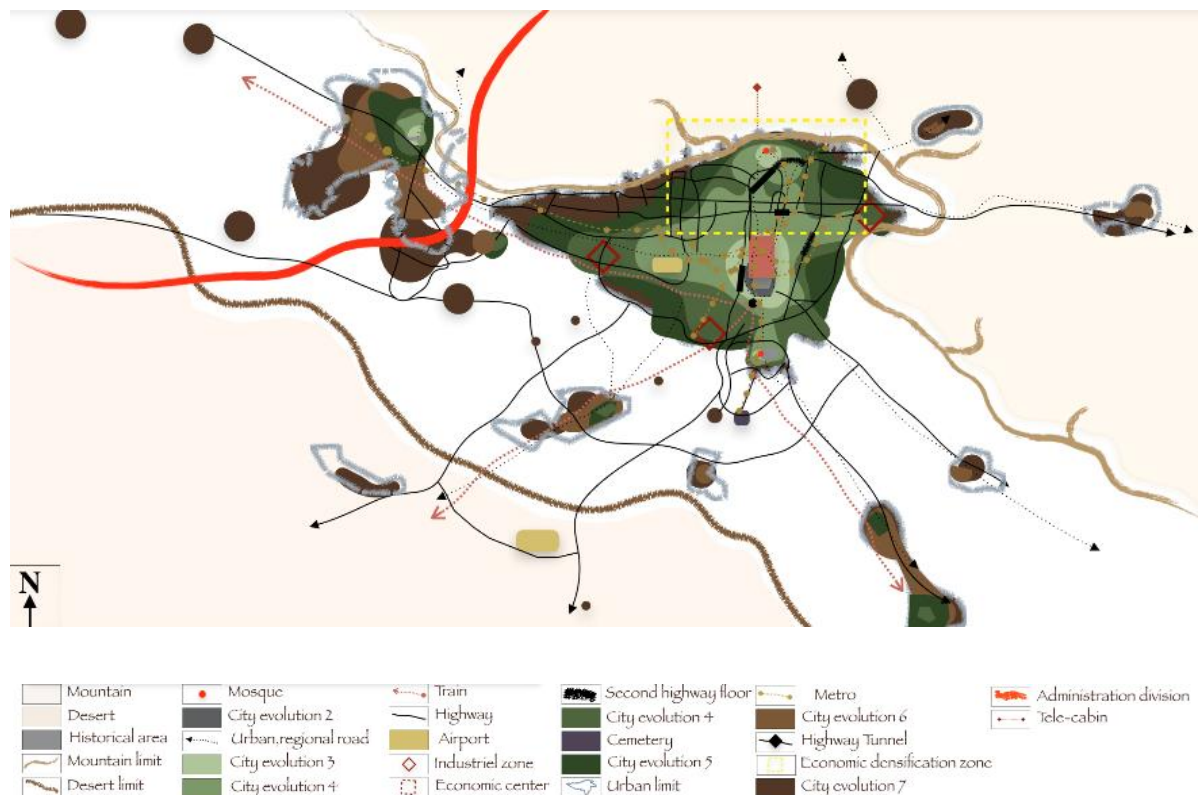 N
Mountain
Mosque
Train
Second highway floor
Metro
Administration division
Desert
City evolution 2
Highway
City evolution 4
City evolution 6
Tele-cabin
Historical area
Urban,regional road
Airport
Cemetery
Highway Tunnel
Mountain limit
City evolution 3
Industriel zone
City evolution 5
Economic densification zone
Desert limit
City evolution 4
Economic center
Urban limit
City evolution 7